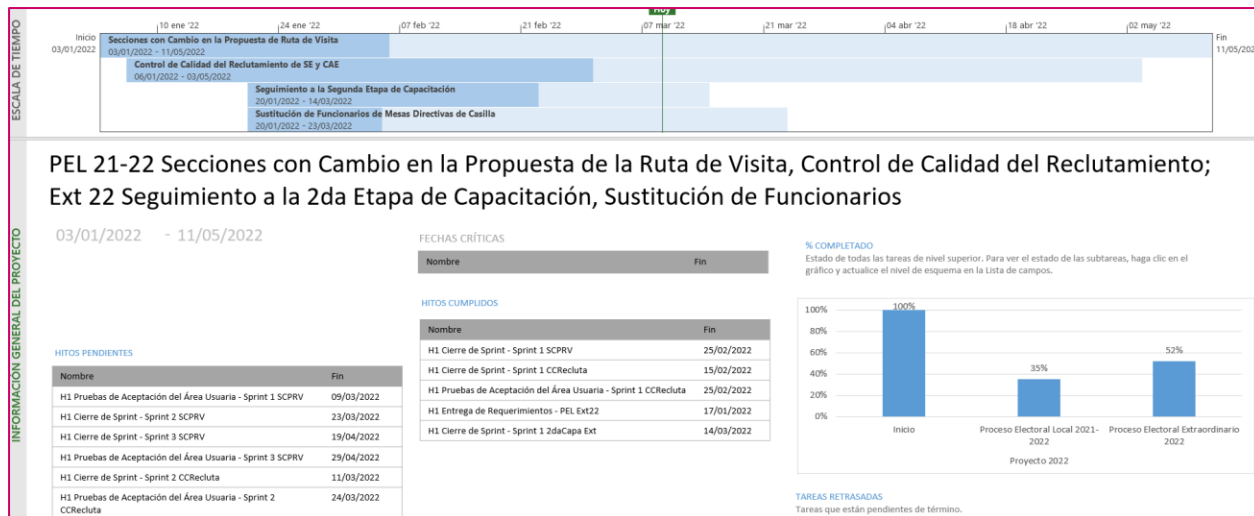 Hoy
10 ene '22 24 ene '22 07 feb '22 21 feb '22 07 mar '22 21 mar '22 04 abr '22 18 abr '22 02 may '22
ESCALA DE TIEMPO
Inicio
03/01/2022
Secciones con Cambio en la Propuesta de Ruta de Visita
03/01/2022 - 11/05/2022
Control de Calidad del Reclutamiento de SE y CAE
06/01/2022 - 03/05/2022
Seguimiento a la Segunda Etapa de Capacitación
20/01/2022 - 14/03/2022
Sustitución de Funcionarios de Mesas Directivas de Casilla
20/01/2022 - 23/03/2022
Fin
11/05/202
INFORMACIÓN GENERAL DEL PROYECTO
PEL 21-22 Secciones con Cambio en la Propuesta de la Ruta de Visita, Control de Calidad del Reclutamiento;
Ext 22 Seguimiento a la 2da Etapa de Capacitación, Sustitución de Funcionarios
03/01/2022 - 11/05/2022
HITOS PENDIENTES
Nombre Fin
H1 Pruebas de Aceptación del Área Usuaria - Sprint 1 SCPRV 09/03/2022
H1 Cierre de Sprint - Sprint 2 SCPRV 23/03/2022
H1 Cierre de Sprint - Sprint 3 SCPRV 19/04/2022
H1 Pruebas de Aceptación del Área Usuaria - Sprint 3 SCPRV 29/04/2022
H1 Cierre de Sprint - Sprint 2 CCRecluta 11/03/2022
H1 Pruebas de Aceptación del Área Usuaria - Sprint 2 24/03/2022
CCRecluta
FECHAS CRÍTICAS
Nombre Fin
HITOS CUMPLIDOS
Nombre Fin
H1 Cierre de Sprint - Sprint 1 SCPRV 25/02/2022
H1 Cierre de Sprint - Sprint 1 CCRecluta 15/02/2022
H1 Pruebas de Aceptación del Área Usuaria - Sprint 1 CCRecluta 25/02/2022
H1 Entrega de Requerimientos - PEL Ext22 17/01/2022
H1 Cierre de Sprint - Sprint 1 2daCapa Ext 14/03/2022
% COMPLETADO
Estado de todas las tareas de nivel superior. Para ver el estado de las subtareas, haga clic en el
gráfico y actualice el nivel de esquema en la Lista de campos.
100%
80%
60%
40%
20%
0%
100%
35%
52%
Inicio
Proceso Electoral Local 2021-
2022
Proceso Electoral Extraordinario
2022
Proyecto 2022
TAREAS RETRASADAS
Tareas que están pendientes de término.